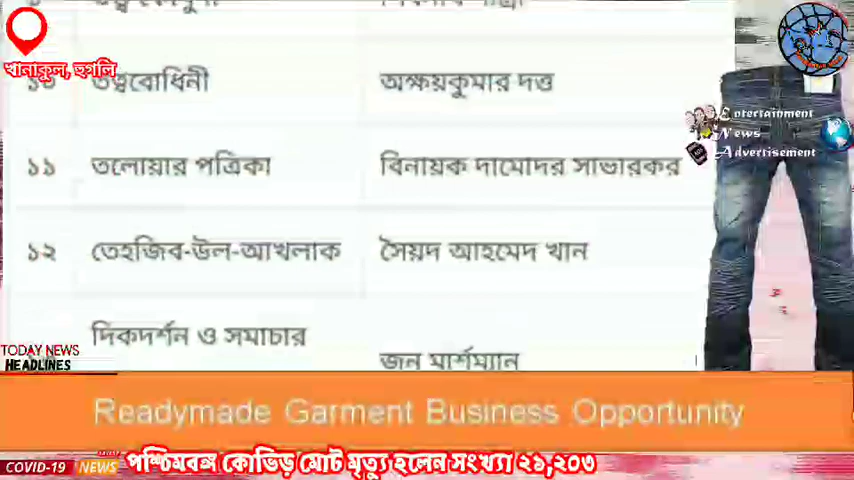 খানাকুল, হুগলি
১০ তত্ত্ববোধিনী অক্ষয়কুমার দত্ত
Entertainment
News
Advertisement
১১ তলোয়ার পত্রিকা বিনায়ক দামোদর সাভারকর
১২ তেহজিব-উল-আখলাক সৈয়দ আহমেদ খান
দিকদর্শন ও সমাচার
জন মার্শম্যান
TODAY NEWS
HEADLINES
Readymade Garment Business Opportunity
COVID-19 LATEST NEWS পশ্চিমবঙ্গ কোভিড় মোট মৃত্যু হলেন সংখ্যা ২১,২০৩